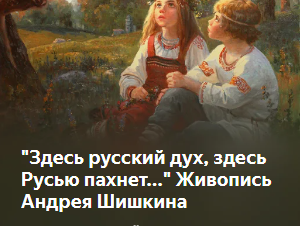 "Здесь русский дух, здесь
Русью пахнет..." Живопись
Андрея Шишкина